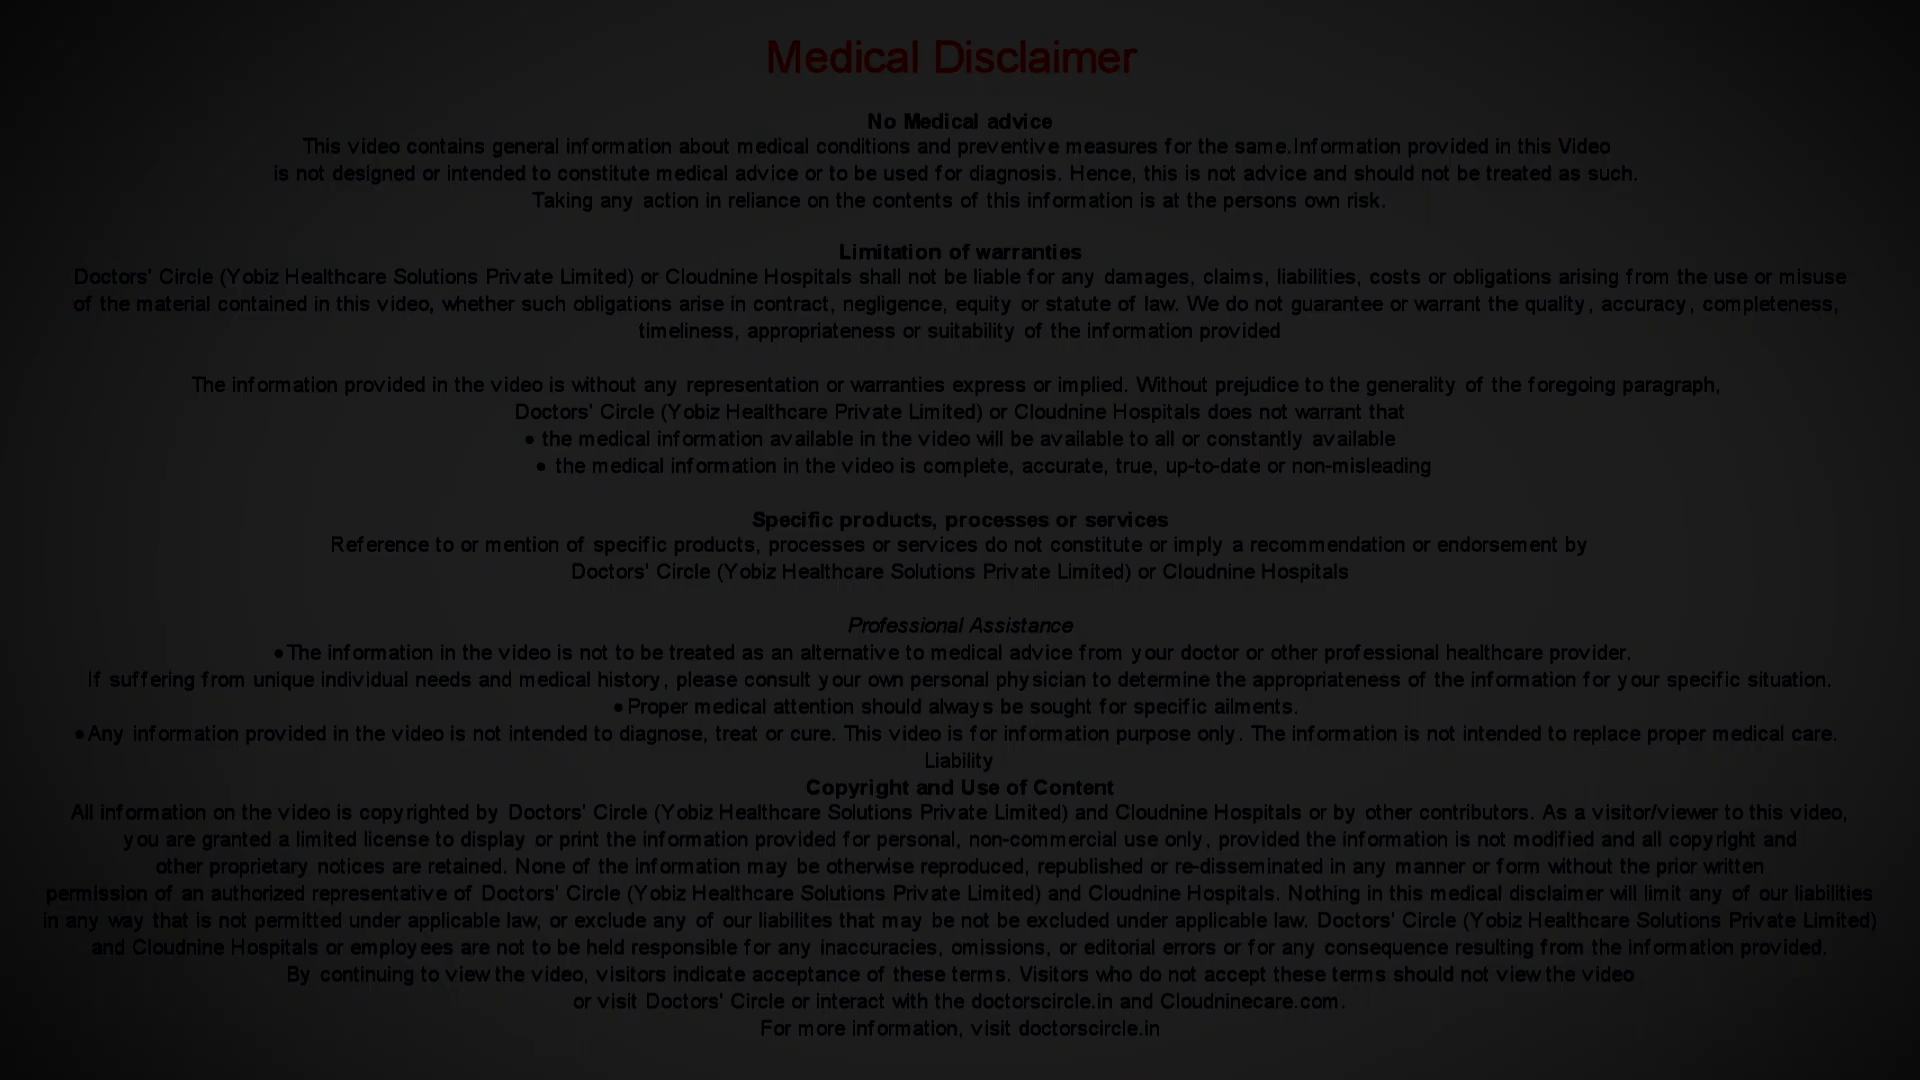 Medical Disclaimer
No Medical advice
This video contains general information about medical conditions and preventive measures for the same.Information provided in this Video
is not designed or intended to constitute medical advice or to be used for diagnosis. Hence, this is not advice and should not be treated as such.
Taking any action in reliance on the contents of this information is at the persons own risk.
Limitation of warranties
Doctors' Circle (Yobiz Healthcare Solutions Private Limited) or Cloudnine Hospitals shall not be liable for any damages, claims, liabilities, costs or obligations arising from the use or misuse
of the material contained in this video, whether such obligations arise in contract, negligence, equity or statute of law. We do not guarantee or warrant the quality, accuracy, completeness,
timeliness, appropriateness or suitability of the information provided
The information provided in the video is without any representation or warranties express or implied. Without prejudice to the generality of the foregoing paragraph,
Doctors' Circle (Yobiz Healthcare Private Limited) or Cloudnine Hospitals does not warrant that
• the medical information available in the video will be available to all or constantly available
• the medical information in the video is complete, accurate, true, up-to-date or non-misleading
Specific products, processes or services
Reference to or mention of specific products, processes or services do not constitute or imply a recommendation or endorsement by
Doctors' Circle (Yobiz Healthcare Solutions Private Limited) or Cloudnine Hospitals
Professional Assistance
•The information in the video is not to be treated as an alternative to medical advice from your doctor or other professional healthcare provider.
If suffering from unique individual needs and medical history, please consult your own personal physician to determine the appropriateness of the information for your specific situation.
•Proper medical attention should always be sought for specific ailments.
•Any information provided in the video is not intended to diagnose, treat or cure. This video is for information purpose only. The information is not intended to replace proper medical care.
Liability
Copyright and Use of Content
All information on the video is copyrighted by Doctors' Circle (Yobiz Healthcare Solutions Private Limited) and Cloudnine Hospitals or by other contributors. As a visitor/viewer to this video,
you are granted a limited license to display or print the information provided for personal, non-commercial use only, provided the information is not modified and all copyright and
other proprietary notices are retained. None of the information may be otherwise reproduced, republished or re-disseminated in any manner or form without the prior written
permission of an authorized representative of Doctors' Circle (Yobiz Healthcare Solutions Private Limited) and Cloudnine Hospitals. Nothing in this medical disclaimer will limit any of our liabilities
in any way that is not permitted under applicable law, or exclude any of our liabilites that may be not be excluded under applicable law. Doctors' Circle (Yobiz Healthcare Solutions Private Limited)
and Cloudnine Hospitals or employees are not to be held responsible for any inaccuracies, omissions, or editorial errors or for any consequence resulting from the information provided.
By continuing to view the video, visitors indicate acceptance of these terms. Visitors who do not accept these terms should not view the video
or visit Doctors' Circle or interact with the doctorscircle.in and Cloudninecare.com.
For more information, visit doctorscircle.in